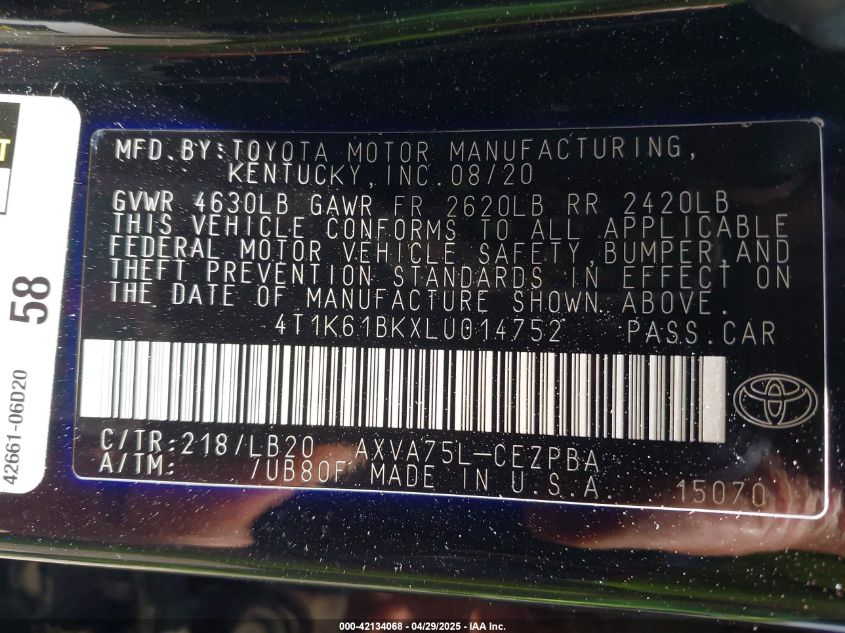 MFD.BY:TOYOTA MOTOR MANUFACTURING,
KENTUCKY, INC. 08/20
GVWR 4630LB GAWR FR 2620LB RR 2420LB
THIS VEHICLE CONFORMS TO ALL APPLICABLE
FEDERAL MOTOR VEHICLE SAFETY, BUMPER, AND
THEFT PREVENTION STANDARDS IN EFFECT ON
THE DATE OF MANUFACTURE SHOWN ABOVE.
4T1K61BKXLU014752 PASS.CAR
C/TR:218/LB20 AXVA75L-CEZPBA
A/TM: /UB80F MADE IN U.S.A. 15070
T
58
42661-06D20
000-42134068 - 04/29/2025 - IAA Inc.